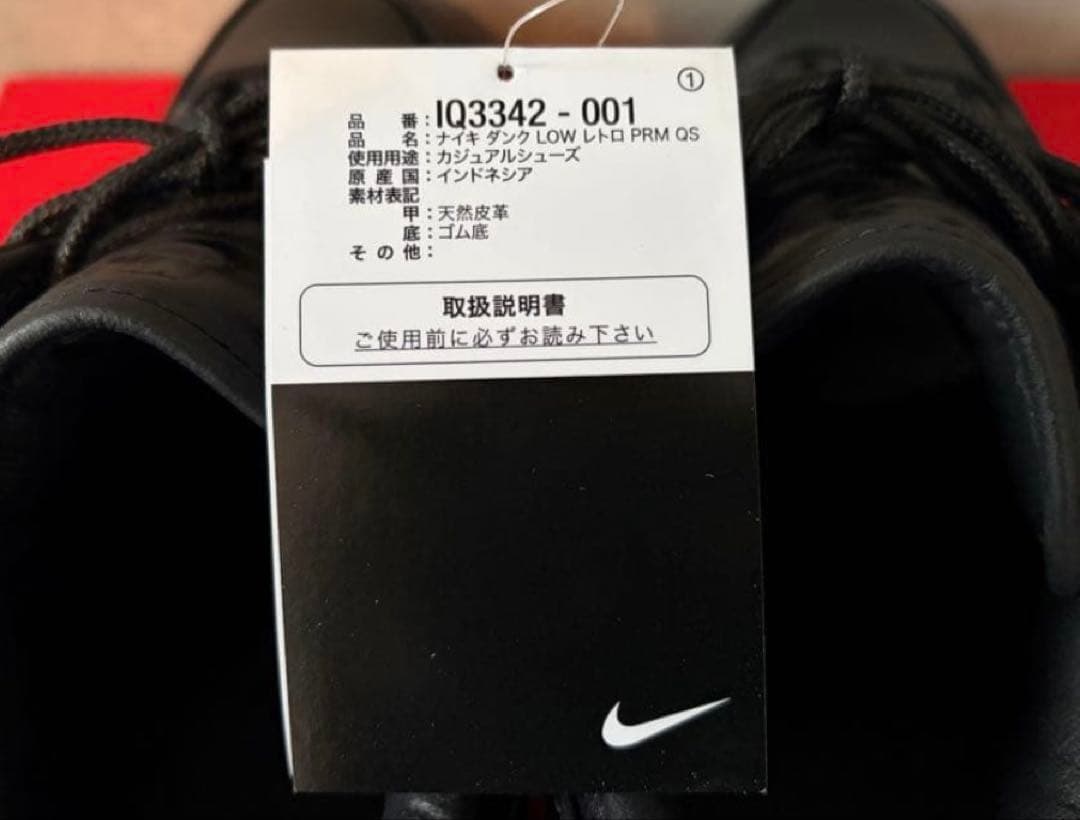 ①
品番：IQ3342 - 001
品名：ナイキ ダンク LOW レトロ PRM QS
使用用途：カジュアルシューズ
原産国：インドネシア
素材表記
甲：天然皮革
底：ゴム底
その他：
取扱説明書
ご使用前に必ずお読み下さい